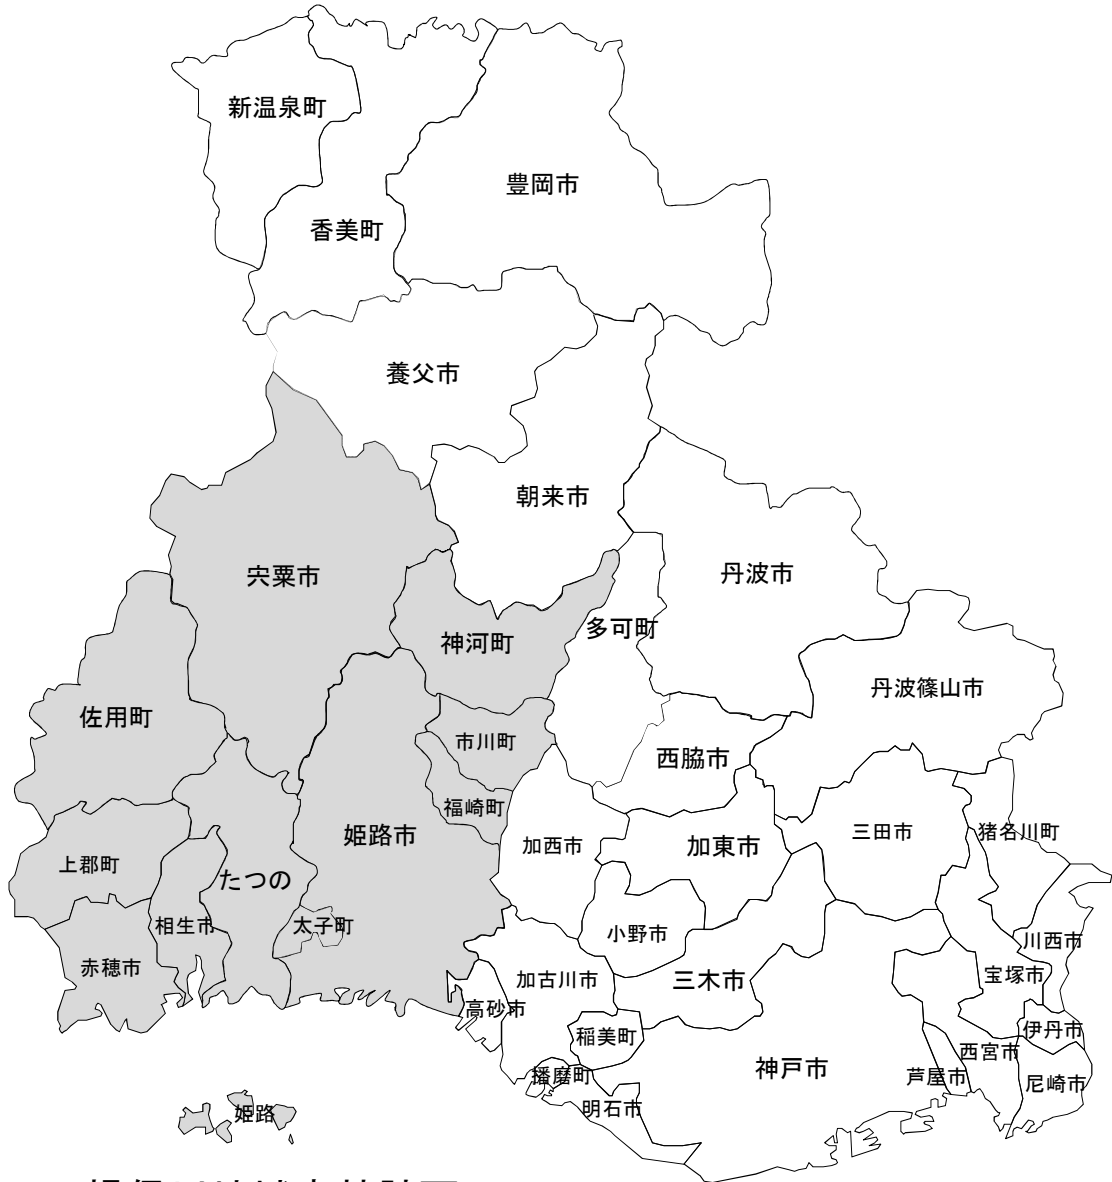 新温泉町
豊岡市
香美町
養父市
朝来市
宍粟市
丹波市
多可町
神河町
丹波篠山市
佐用町
市川町
西脇市
福崎町
姫路市
三田市
猪名川町
加西市
加東市
上郡町
たつの
相生市
太子町
小野市
川西市
赤穂市
宝塚市
加古川市
三木市
高砂市
伊丹市
稲美町
西宮市
神戸市
播磨町
芦屋市
尼崎市
明石市
姫路